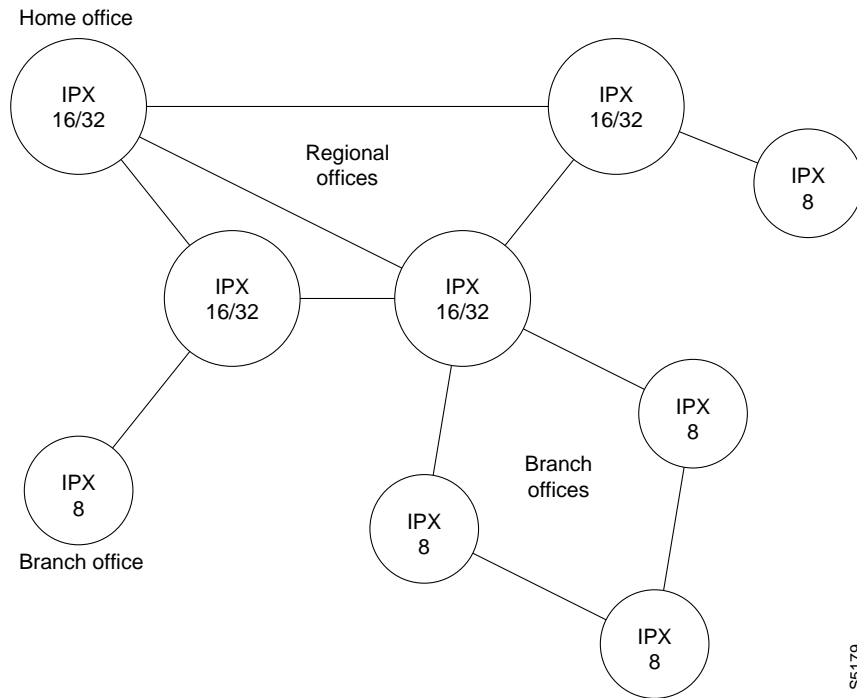 Home office
IPX
16/32
IPX
16/32
Regional
offices
IPX
8
IPX
16/32
IPX
16/32
IPX
8
Branch
offices
IPX
8
IPX
8
Branch office
IPX
8
S5179